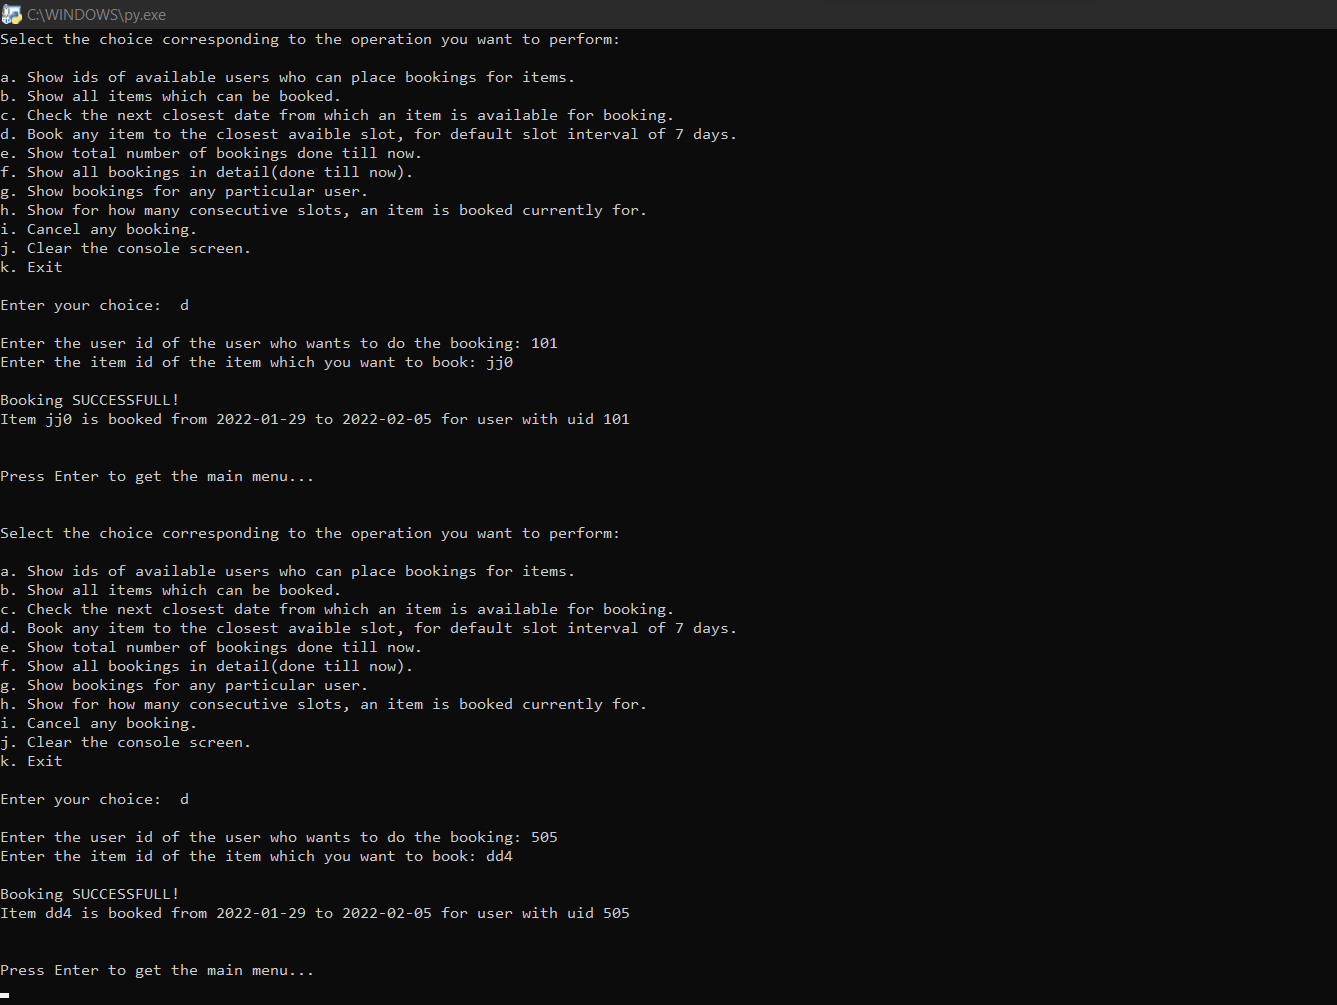 C:\WINDOWS\py.exe
Select the choice corresponding to the operation you want to perform:
a. Show ids of available users who can place bookings for items.
b. Show all items which can be booked.
c. Check the next closest date from which an item is available for booking.
d. Book any item to the closest avaible slot, for default slot interval of 7 days.
e. Show total number of bookings done till now.
f. Show all bookings in detail(done till now).
g. Show bookings for any particular user.
h. Show for how many consecutive slots, an item is booked currently for.
i. Cancel any booking.
j. Clear the console screen.
k. Exit
Enter your choice:  d
Enter the user id of the user who wants to do the booking: 101
Enter the item id of the item which you want to book: jj0
Booking SUCCESSFULL!
Item jj0 is booked from 2022-01-29 to 2022-02-05 for user with uid 101
Press Enter to get the main menu...
Select the choice corresponding to the operation you want to perform:
a. Show ids of available users who can place bookings for items.
b. Show all items which can be booked.
c. Check the next closest date from which an item is available for booking.
d. Book any item to the closest avaible slot, for default slot interval of 7 days.
e. Show total number of bookings done till now.
f. Show all bookings in detail(done till now).
g. Show bookings for any particular user.
h. Show for how many consecutive slots, an item is booked currently for.
i. Cancel any booking.
j. Clear the console screen.
k. Exit
Enter your choice:  d
Enter the user id of the user who wants to do the booking: 505
Enter the item id of the item which you want to book: dd4
Booking SUCCESSFULL!
Item dd4 is booked from 2022-01-29 to 2022-02-05 for user with uid 505
Press Enter to get the main menu...